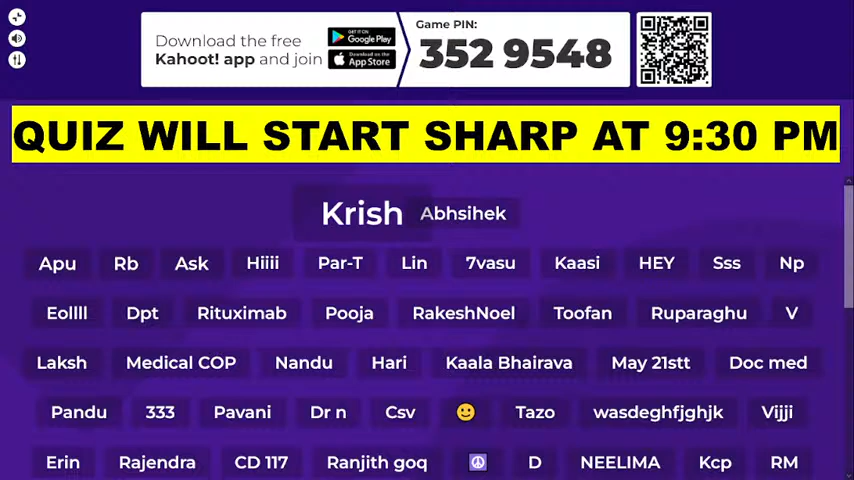 Download the free
Kahoot! app and join
GET IT ON
Google Play
Download on the
App Store
Game PIN:
352 9548
QUIZ WILL START SHARP AT 9:30 PM
Krish Abhsihek
Apu Rb Ask Hiiii Par-T Lin 7vasu Kaasi HEY Sss Np
Eollll Dpt Rituximab Pooja RakeshNoel Toofan Ruparaghu V
Laksh Medical COP Nandu Hari Kaala Bhairava May 21stt Doc med
Pandu 333 Pavani Dr n Csv 🙂 Tazo wasdeghfjghjk Vijji
Erin Rajendra CD 117 Ranjith goq ☮ D NEELIMA Kcp RM